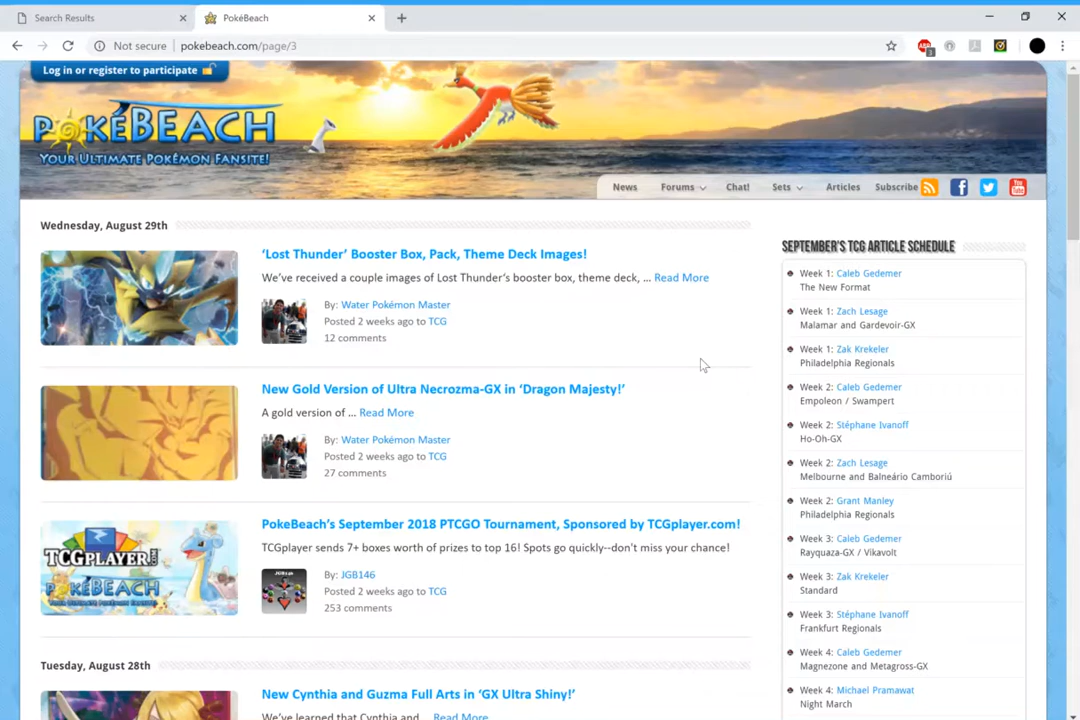 Search Results
PokéBeach
Not secure
pokebeach.com/page/3
3
Log in or register to participate
POKÉBEACH
YOUR ULTIMATE POKÉMON FANSITE!
News
Forums
Chat!
Sets
Articles
Subscribe
You Tube
Wednesday, August 29th
'Lost Thunder' Booster Box, Pack, Theme Deck Images!
We've received a couple images of Lost Thunder's booster box, theme deck, ... Read More
By: Water Pokémon Master
Posted 2 weeks ago to TCG
12 comments
New Gold Version of Ultra Necrozma-GX in 'Dragon Majesty!'
A gold version of ... Read More
By: Water Pokémon Master
Posted 2 weeks ago to TCG
27 comments
TCGPLAYER
POKÉBEACH
PokeBeach's September 2018 PTCGO Tournament, Sponsored by TCGplayer.com!
TCGplayer sends 7+ boxes worth of prizes to top 16! Spots go quickly--don't miss your chance!
JGB146
By: JGB146
Posted 2 weeks ago to TCG
253 comments
Tuesday, August 28th
New Cynthia and Guzma Full Arts in 'GX Ultra Shiny!'
We've learned that Cynthia and ... Read More
SEPTEMBER'S TCG ARTICLE SCHEDULE
Week 1: Caleb Gedemer
The New Format
Week 1: Zach Lesage
Malamar and Gardevoir-GX
Week 1: Zak Krekeler
Philadelphia Regionals
Week 2: Caleb Gedemer
Empoleon / Swampert
Week 2: Stéphane Ivanoff
Ho-Oh-GX
Week 2: Zach Lesage
Melbourne and Balneário Camboriú
Week 2: Grant Manley
Philadelphia Regionals
Week 3: Caleb Gedemer
Rayquaza-GX / Vikavolt
Week 3: Zak Krekeler
Standard
Week 3: Stéphane Ivanoff
Frankfurt Regionals
Week 4: Caleb Gedemer
Magnezone and Metagross-GX
Week 4: Michael Pramawat
Night March